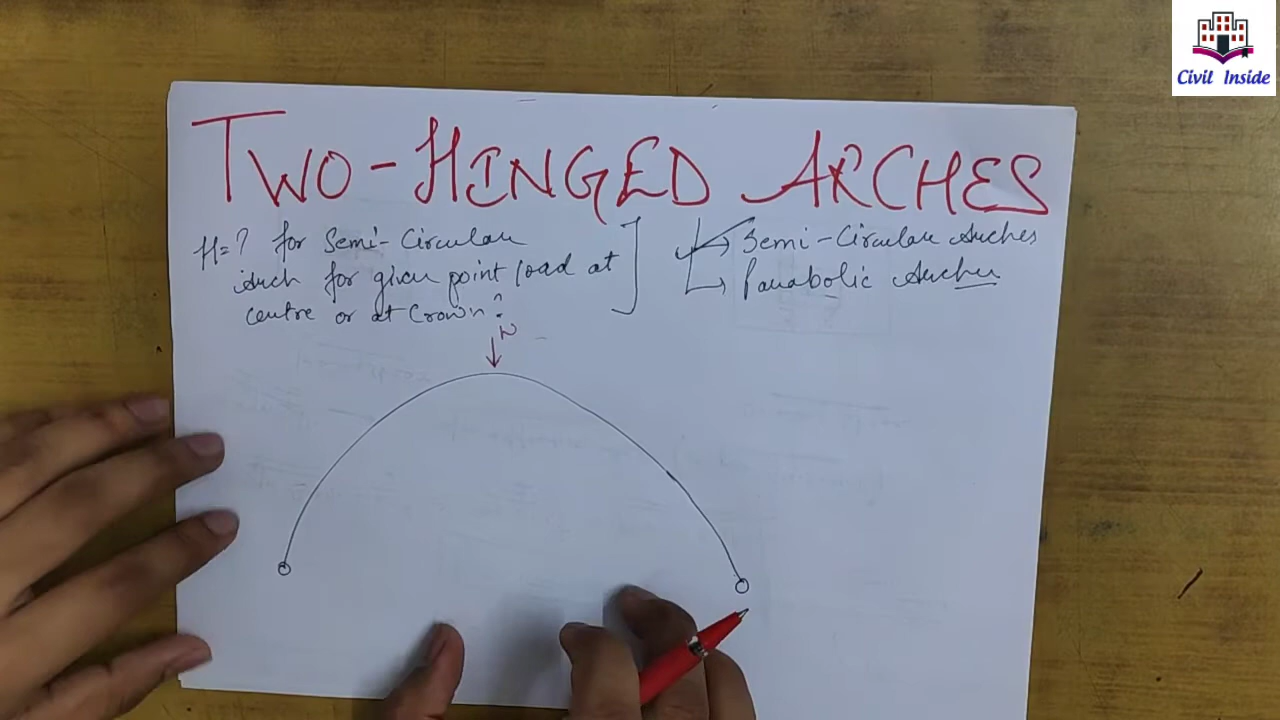 TWO-HINGED ARCHES
H=? for Semi-Circular
Arch for given point load at
centre or at Crown?
Semi-Circular Arches
Parabolic Arches
W
Civil Inside